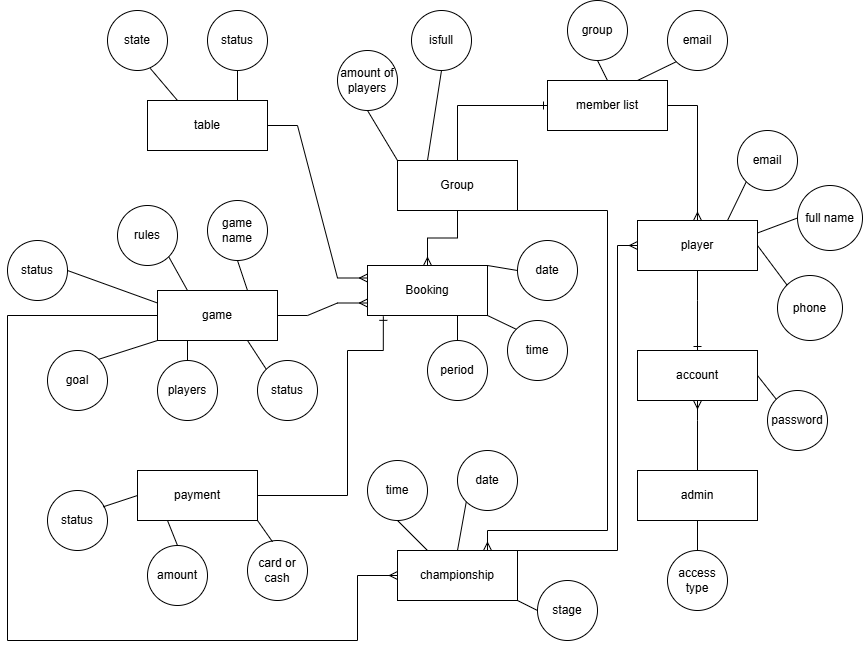 state
status
table
amount of
players
isfull
group
email
member list
Group
email
full name
player
phone
rules
game
name
status
game
goal
players
status
Booking
date
time
period
account
password
payment
status
amount
card or
cash
time
date
championship
stage
admin
access
type